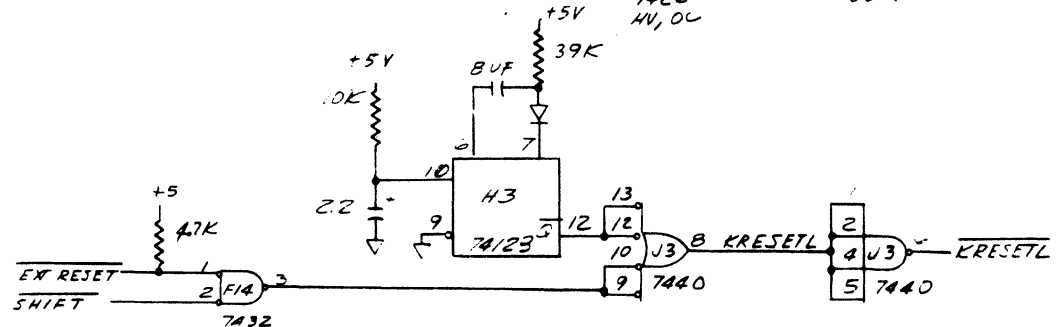 HV, OC
+5V
39K
8UF
+5V
10K
6
7
10
H3
2.2
+
13
9
12
12
+5
74123
Q
10
8
KRESETL
2
4
J3
6
KRESETL
4.7K
J3
9
7440
5
7440
EXT RESET
1
F14
3
SHIFT
2
7432